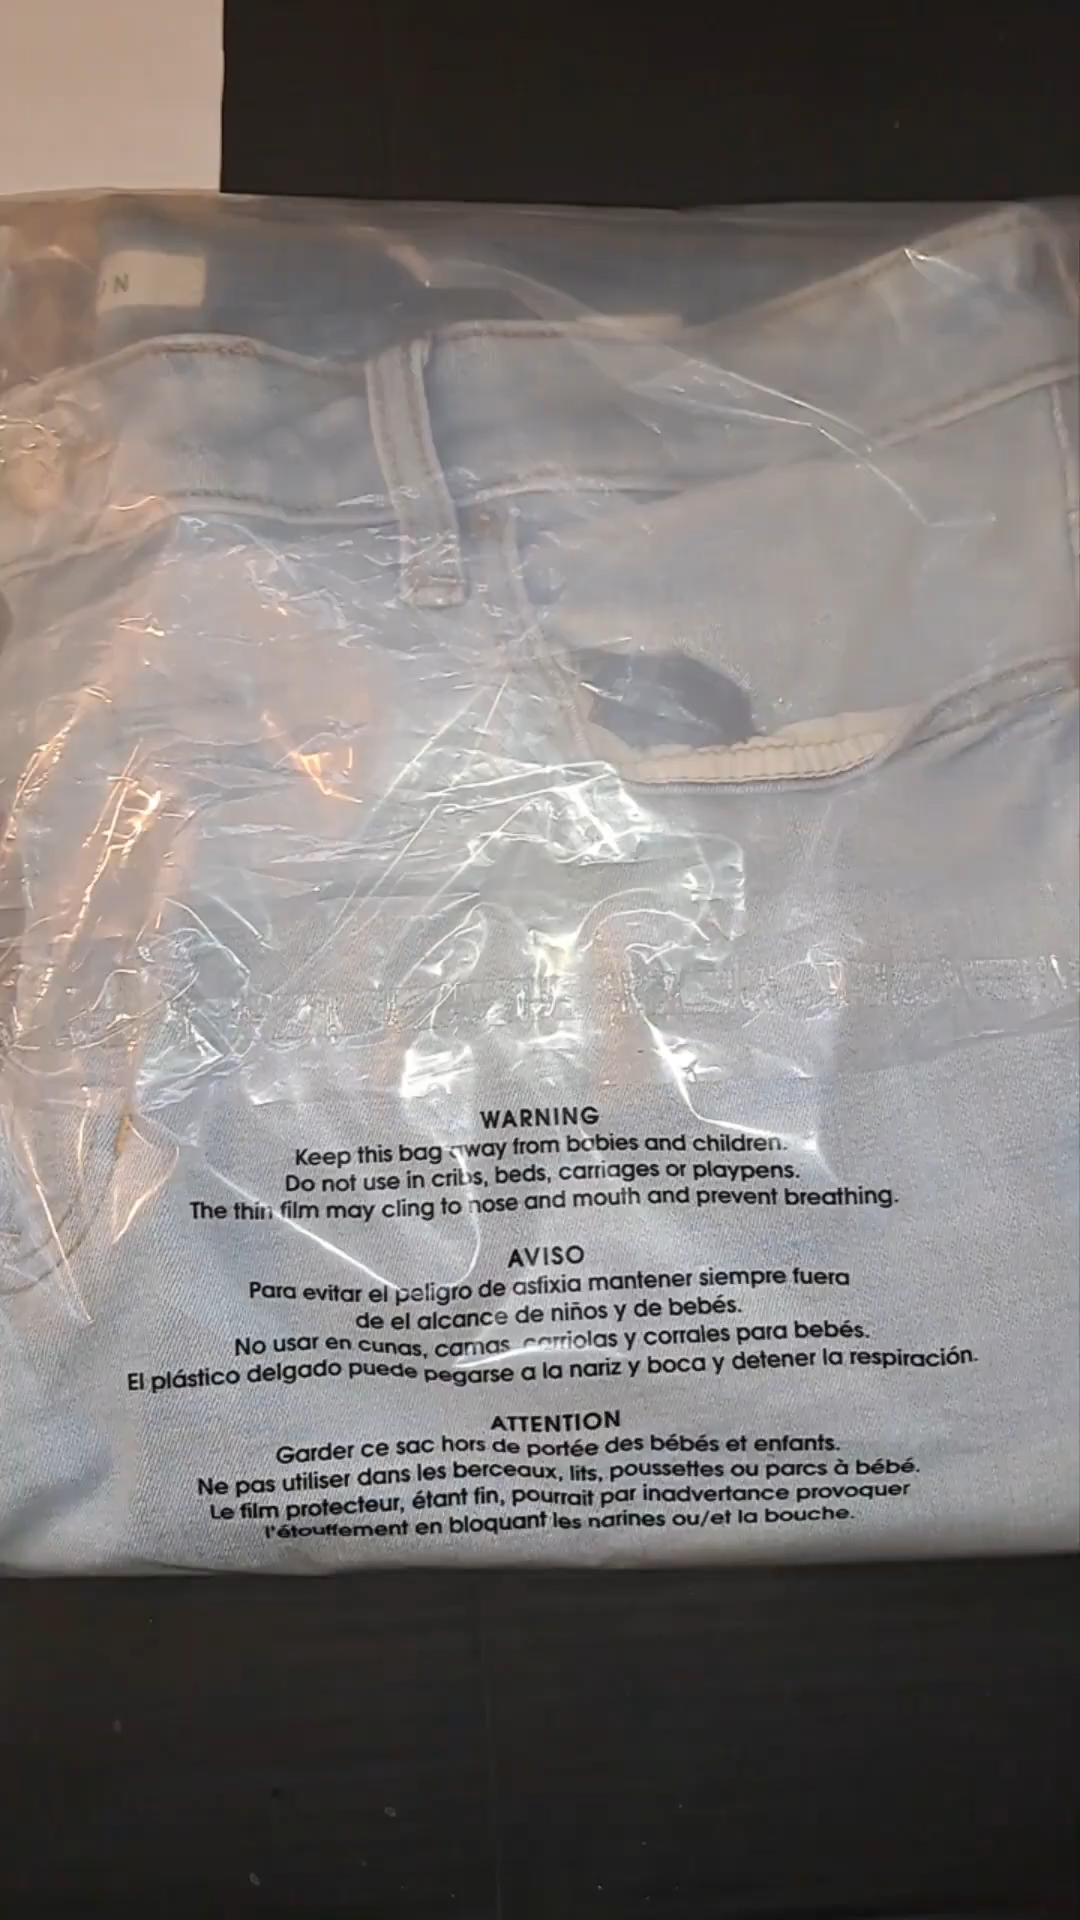 N
WARNING
Keep this bag away from babies and children.
Do not use in cribs, beds, carriages or playpens.
The thin film may cling to nose and mouth and prevent breathing.
AVISO
Para evitar el peligro de asfixia mantener siempre fuera
de el alcance de niños y de bebés.
No usar en cunas, camas, carriolas y corrales para bebés.
El plástico delgado puede pegarse a la nariz y boca y detener la respiración.
ATTENTION
Garder ce sac hors de portée des bébés et enfants.
Ne pas utiliser dans les berceaux, lits, poussettes ou parcs à bébé.
Le film protecteur, étant fin, pourrait par inadvertance provoquer
l'étouffement en bloquant les narines ou/et la bouche.